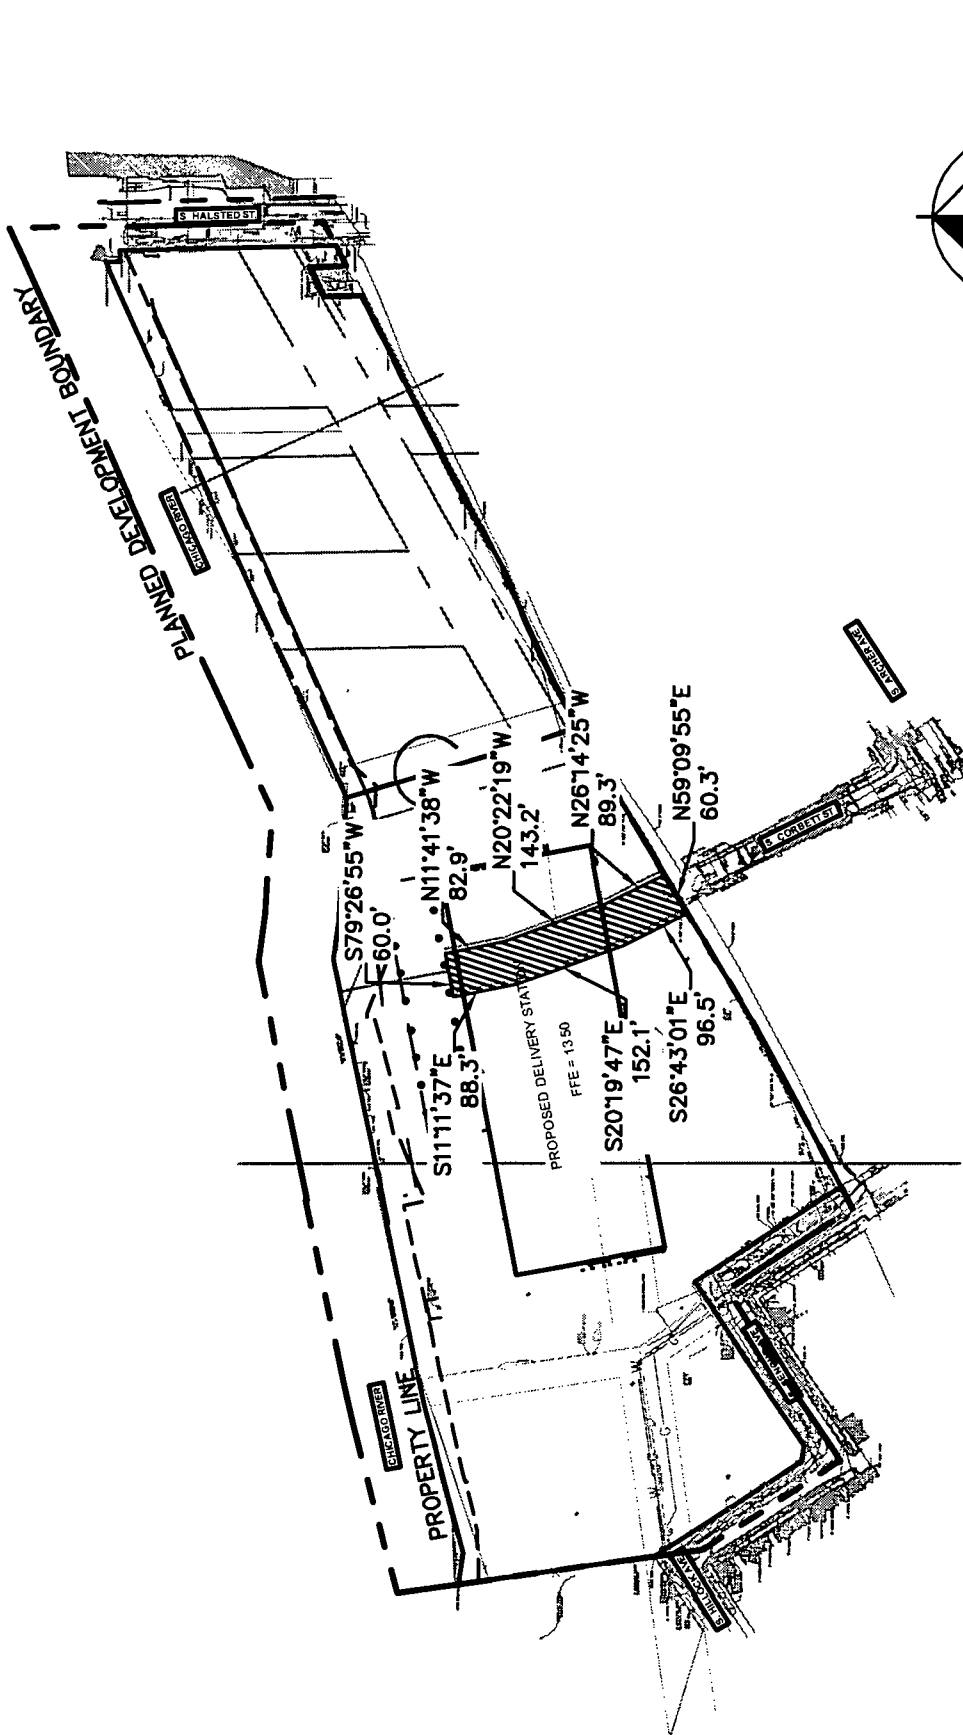 S HALSTED ST
PLANNED DEVELOPMENT BOUNDARY
CHICAGO RIVER
S ARCHER AVE
S79°26'55"W
60.0'
N11°41'38"W
82.9'
N20°22'19"W
143.2'
N26°14'25"W
89.3'
N59°09'55"E
60.3'
S CORBETT ST
S11°11'37"E
88.3'
PROPOSED DELIVERY STATION
FFE = 13.50
S20°19'47"E
152.1'
S26°43'01"E
96.5'
CHICAGO RIVER
PROPERTY LINE
S. HILLOCK AVE